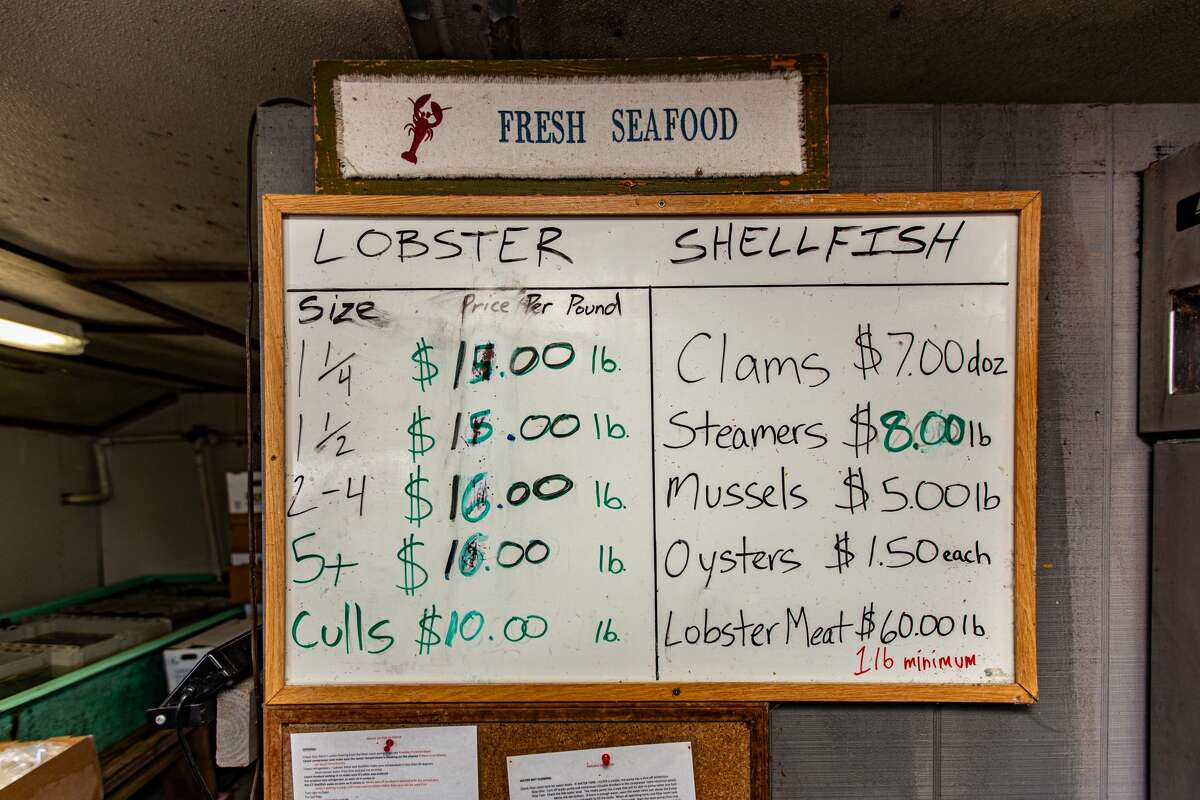 FRESH SEAFOOD
LOBSTER
Size Price Per Pound
1 1/4 $ .00 lb.
1 1/2 $ 15.00 lb.
2-4 $ 16.00 lb.
5+ $ 16.00 lb.
Culls $10.00 lb.
SHELLFISH
Clams $7.00 doz
Steamers $8.00 lb
Mussels $5.00 lb
Oysters $1.50 each
Lobster Meat $60.00 lb
1 lb minimum